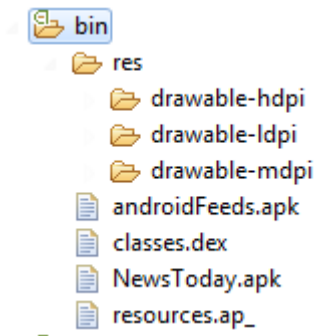 bin
res
drawable-hdpi
drawable-ldpi
drawable-mdpi
androidFeeds.apk
classes.dex
NewsToday.apk
resources.ap_